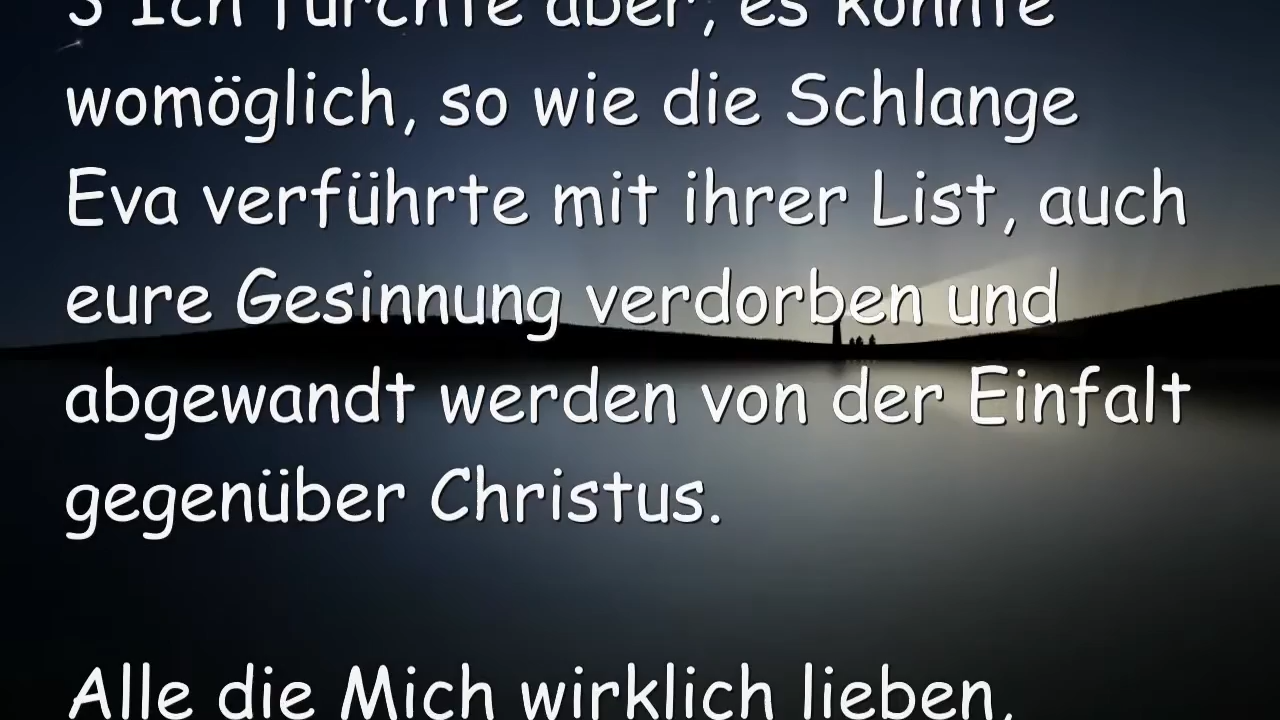 3 Ich fürchte aber, es könnte
womöglich, so wie die Schlange
Eva verführte mit ihrer List, auch
eure Gesinnung verdorben und
abgewandt werden von der Einfalt
gegenüber Christus.
Alle die Mich wirklich lieben,